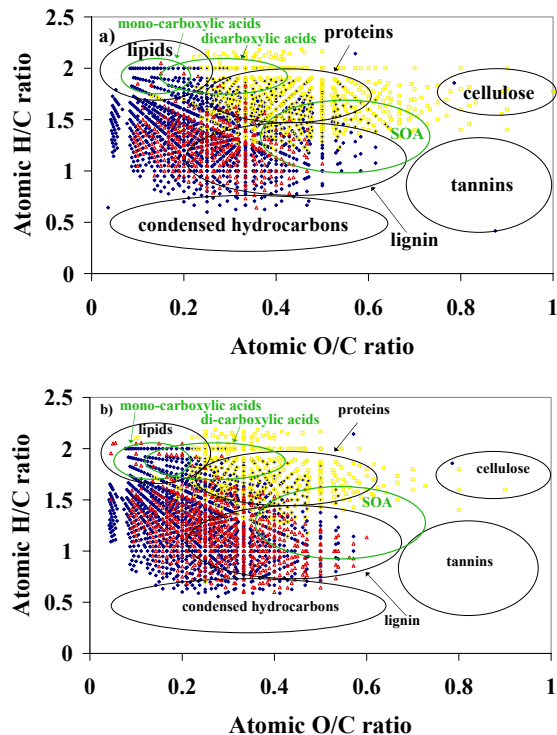 a)
mono-carboxylic acids
dicarboxylic acids
lipids
proteins
cellulose
SOA
tannins
condensed hydrocarbons
lignin
2.5
2
1.5
1
0.5
0
0
0.2
0.4
0.6
0.8
1
Atomic H/C ratio
Atomic O/C ratio
b)
mono-carboxylic acids
di-carboxylic acids
lipids
proteins
cellulose
SOA
tannins
condensed hydrocarbons
lignin
2.5
2
1.5
1
0.5
0
0
0.2
0.4
0.6
0.8
1
Atomic H/C ratio
Atomic O/C ratio